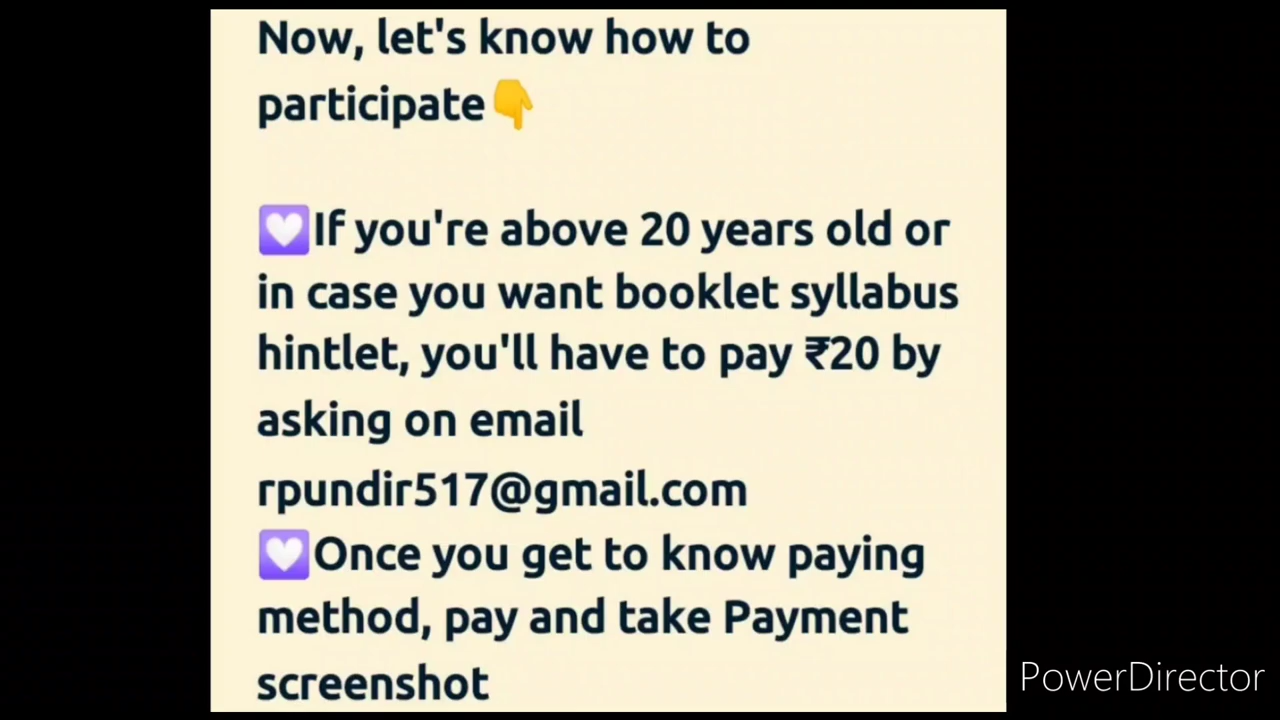 Now, let's know how to
participate👇
💟If you're above 20 years old or
in case you want booklet syllabus
hintlet, you'll have to pay ₹20 by
asking on email
rpundir517@gmail.com
💟Once you get to know paying
method, pay and take Payment
screenshot
PowerDirector